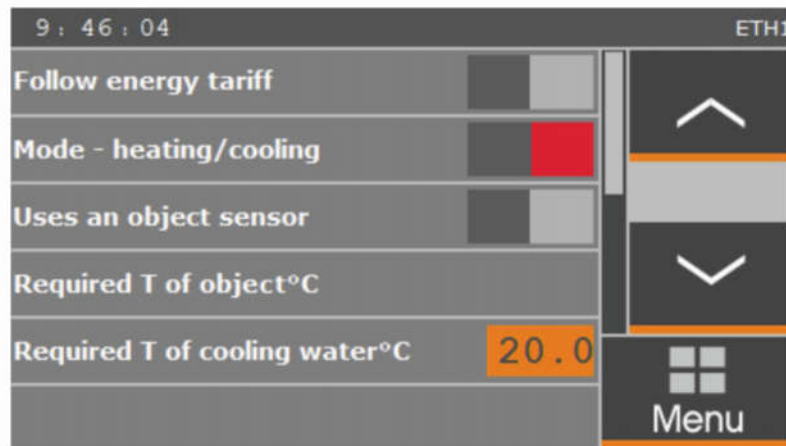 9: 46: 04 ETH1
Follow energy tariff
Mode - heating/cooling
Uses an object sensor
Required T of object°C
Required T of cooling water°C 20.0
Menu